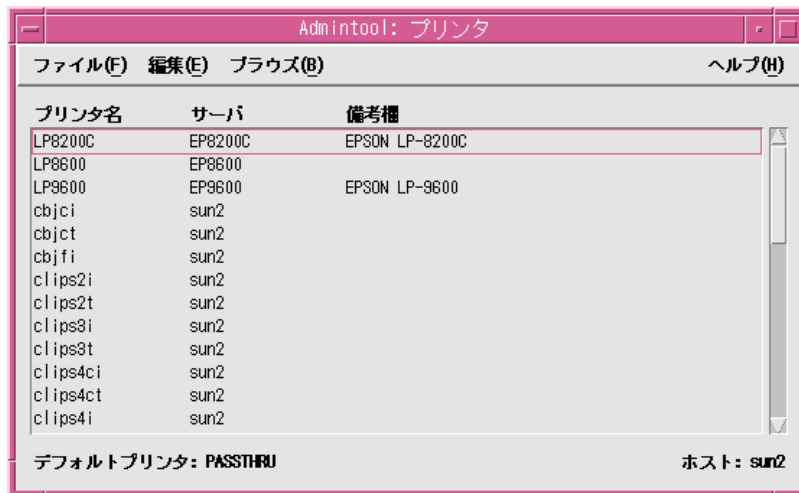 Admintool: プリンタ
ファイル(F) 編集(E) ブラウズ(B) ヘルプ(H)
プリンタ名 サーバ 備考欄
LP8200C EP8200C EPSON LP-8200C
LP8600 EP8600
LP9600 EP9600 EPSON LP-9600
cbjci sun2
cbjct sun2
cbjfi sun2
clips2i sun2
clips2t sun2
clips3i sun2
clips3t sun2
clips4ci sun2
clips4ct sun2
clips4i sun2
デフォルトプリンタ: PASSTHRU ホスト: sun2